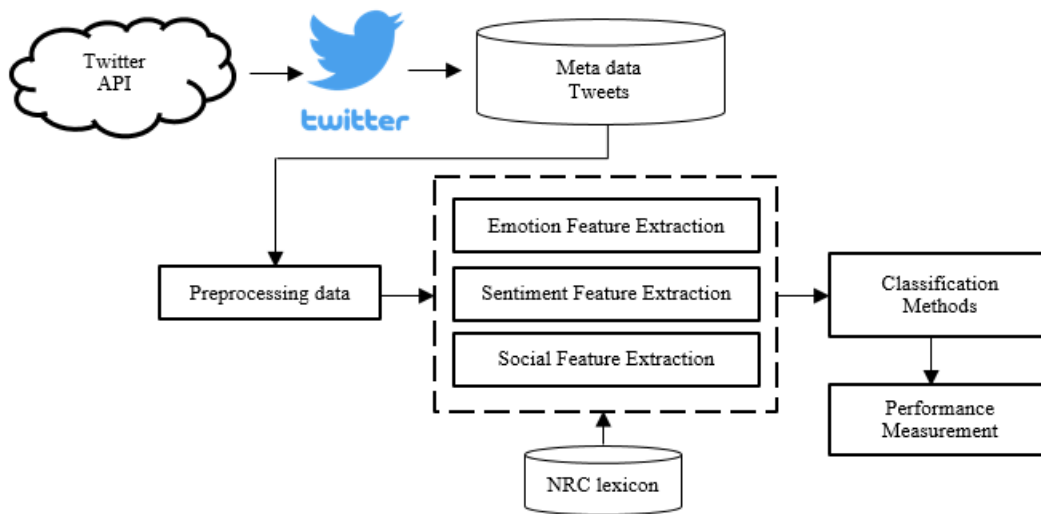 Twitter
API
twitter
Meta data
Tweets
Emotion Feature Extraction
Preprocessing data
Sentiment Feature Extraction
Classification
Methods
Social Feature Extraction
Performance
Measurement
NRC lexicon